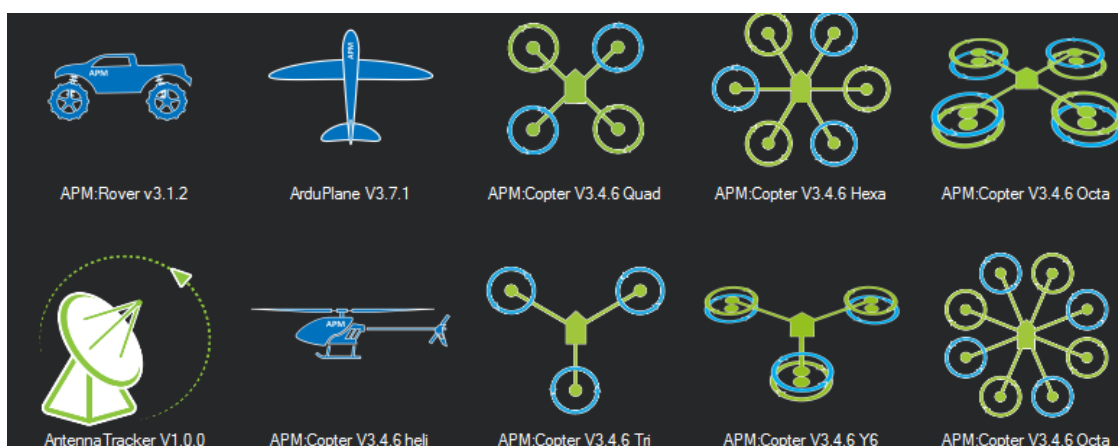 APM
APM
APM:Rover v3.1.2
ArduPlane V3.7.1
APM:Copter V3.4.6 Quad
APM:Copter V3.4.6 Hexa
APM:Copter V3.4.6 Octa
APM
AntennaTracker V1.0.0
APM:Copter V3.4.6 heli
APM:Copter V3.4.6 Tri
APM:Copter V3.4.6 Y6
APM:Copter V3.4.6 Octa